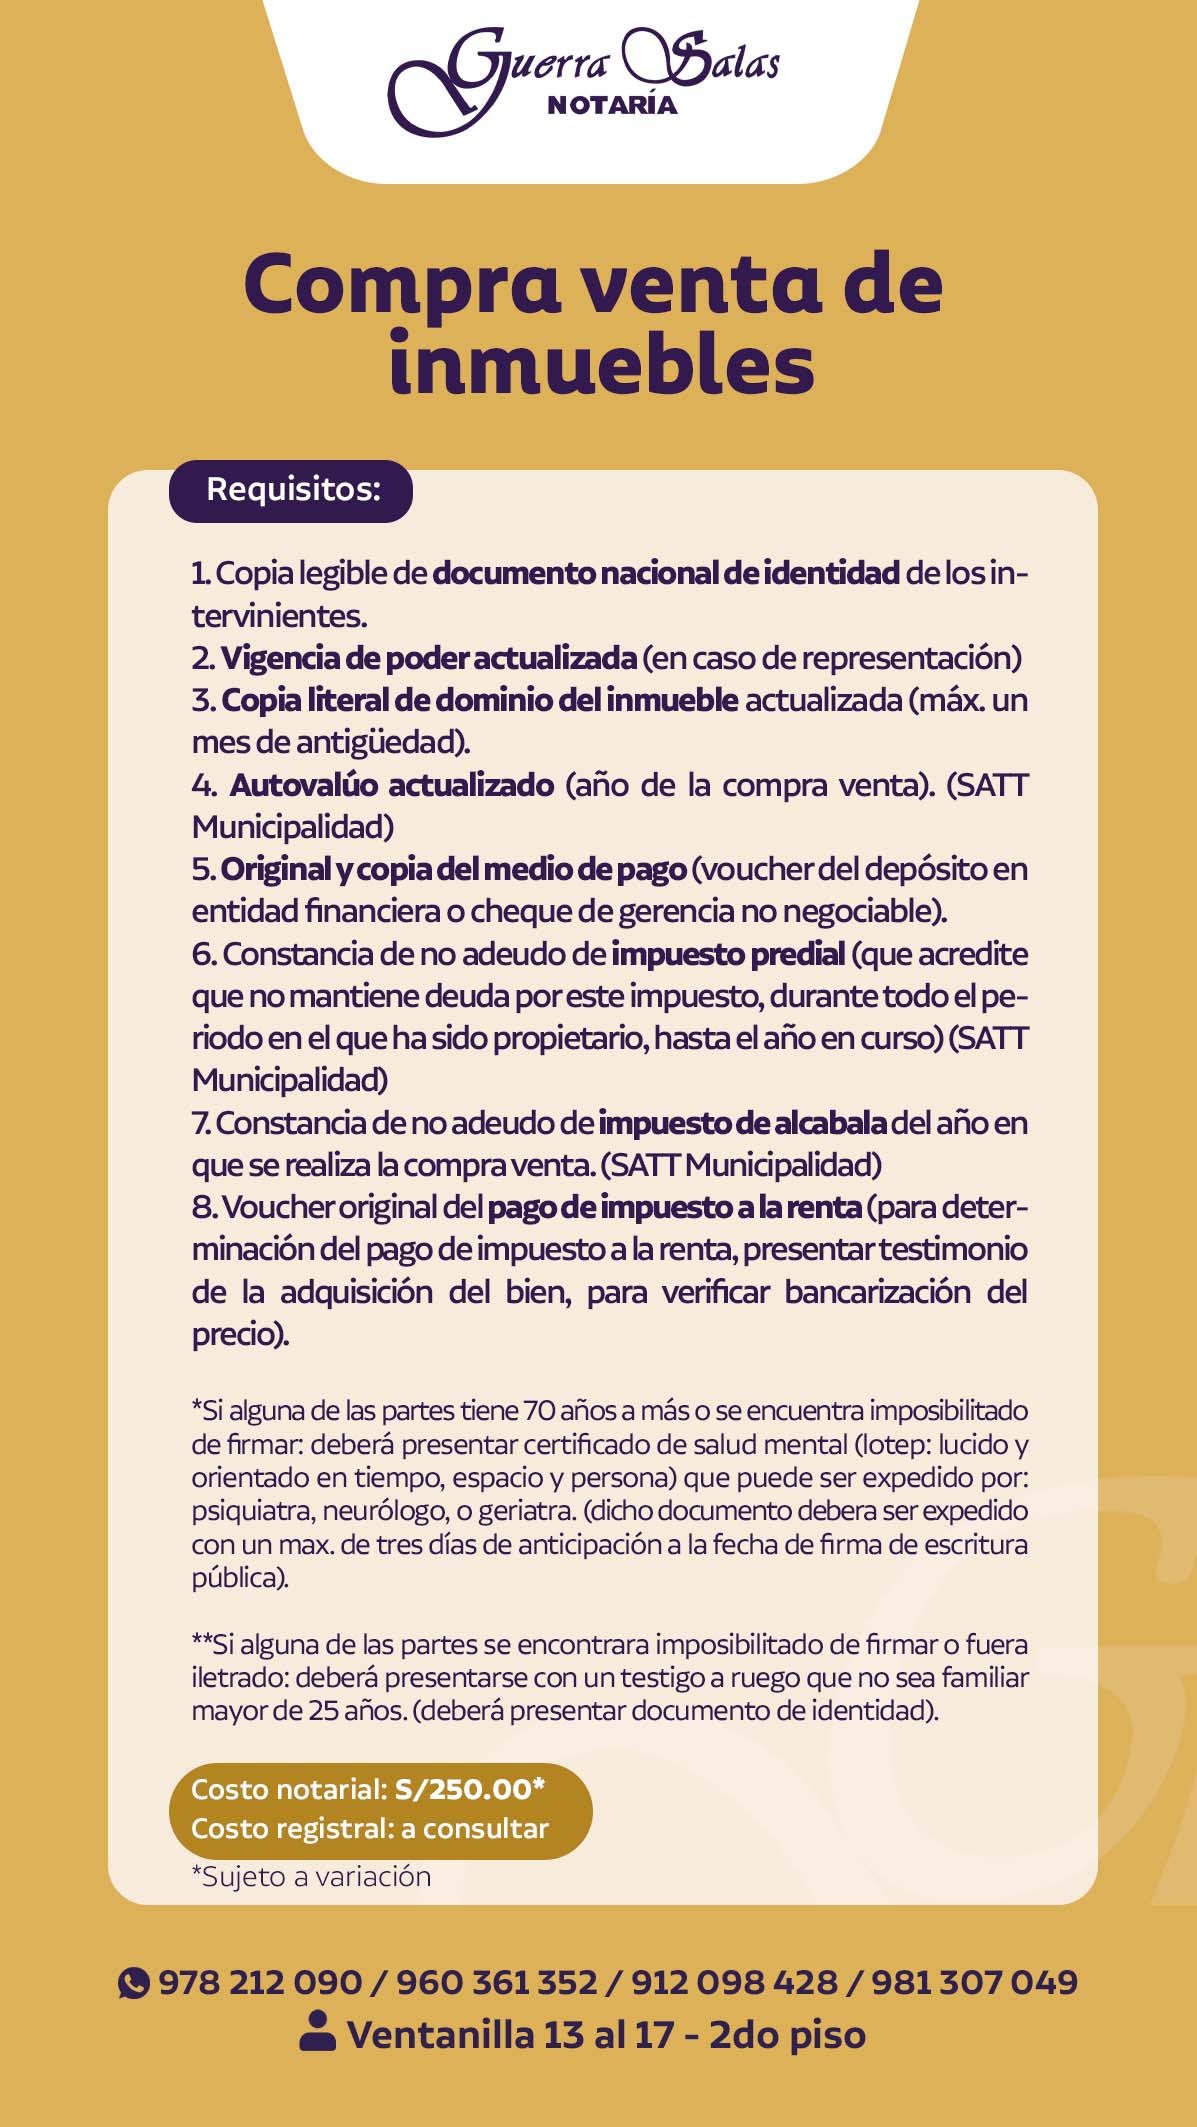 Guerra Salas
NOTARÍA
Compra venta de
inmuebles
Requisitos:
1. Copia legible de documento nacional de identidad de los in-
tervinientes.
2. Vigencia de poder actualizada (en caso de representación)
3. Copia literal de dominio del inmueble actualizada (máx. un
mes de antigüedad).
4. Autovalúo actualizado (año de la compra venta). (SATT
Municipalidad)
5. Original y copia del medio de pago (voucher del depósito en
entidad financiera o cheque de gerencia no negociable).
6. Constancia de no adeudo de impuesto predial (que acredite
que no mantiene deuda por este impuesto, durante todo el pe-
riodo en el que ha sido propietario, hasta el año en curso) (SATT
Municipalidad)
7. Constancia de no adeudo de impuesto de alcabala del año en
que se realiza la compra venta. (SATT Municipalidad)
8. Voucher original del pago de impuesto a la renta (para deter-
minación del pago de impuesto a la renta, presentar testimonio
de la adquisición del bien, para verificar bancarización del
precio).
*Si alguna de las partes tiene 70 años a más o se encuentra imposibilitado
de firmar: deberá presentar certificado de salud mental (lotep: lucido y
orientado en tiempo, espacio y persona) que puede ser expedido por:
psiquiatra, neurólogo, o geriatra. (dicho documento debera ser expedido
con un max. de tres días de anticipación a la fecha de firma de escritura
pública).
**Si alguna de las partes se encontrara imposibilitado de firmar o fuera
iletrado: deberá presentarse con un testigo a ruego que no sea familiar
mayor de 25 años. (deberá presentar documento de identidad).
Costo notarial: S/250.00*
Costo registral: a consultar
*Sujeto a variación
978 212 090 / 960 361 352 / 912 098 428 / 981 307 049
Ventanilla 13 al 17 - 2do piso